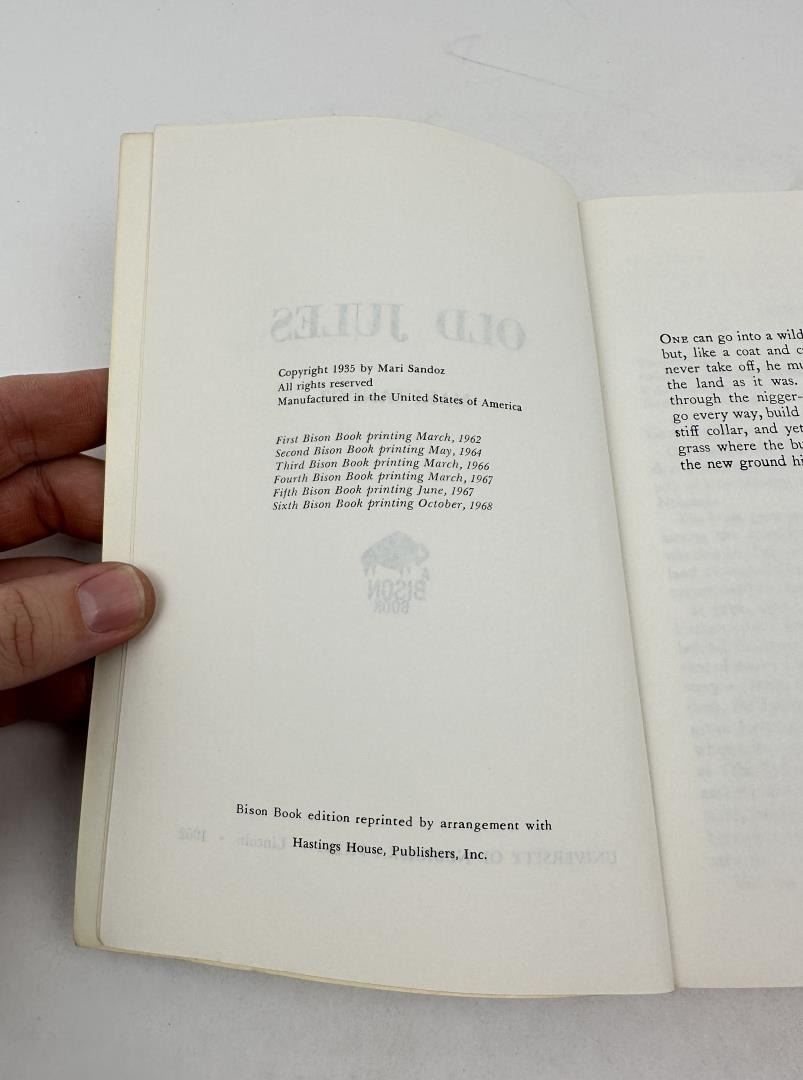 OLD JULES
Copyright 1935 by Mari Sandoz
All rights reserved
Manufactured in the United States of America
First Bison Book printing March, 1962
Second Bison Book printing May, 1964
Third Bison Book printing March, 1966
Fourth Bison Book printing March, 1967
Fifth Bison Book printing June, 1967
Sixth Bison Book printing October, 1968
A
BISON
BOOK
Bison Book edition reprinted by arrangement with
Hastings House, Publishers, Inc.
ONE can go into a wild
but, like a coat and
never take off, he
the land as it was.
through the nigger-
go every way, build
stiff collar, and yet
grass where the
the new ground